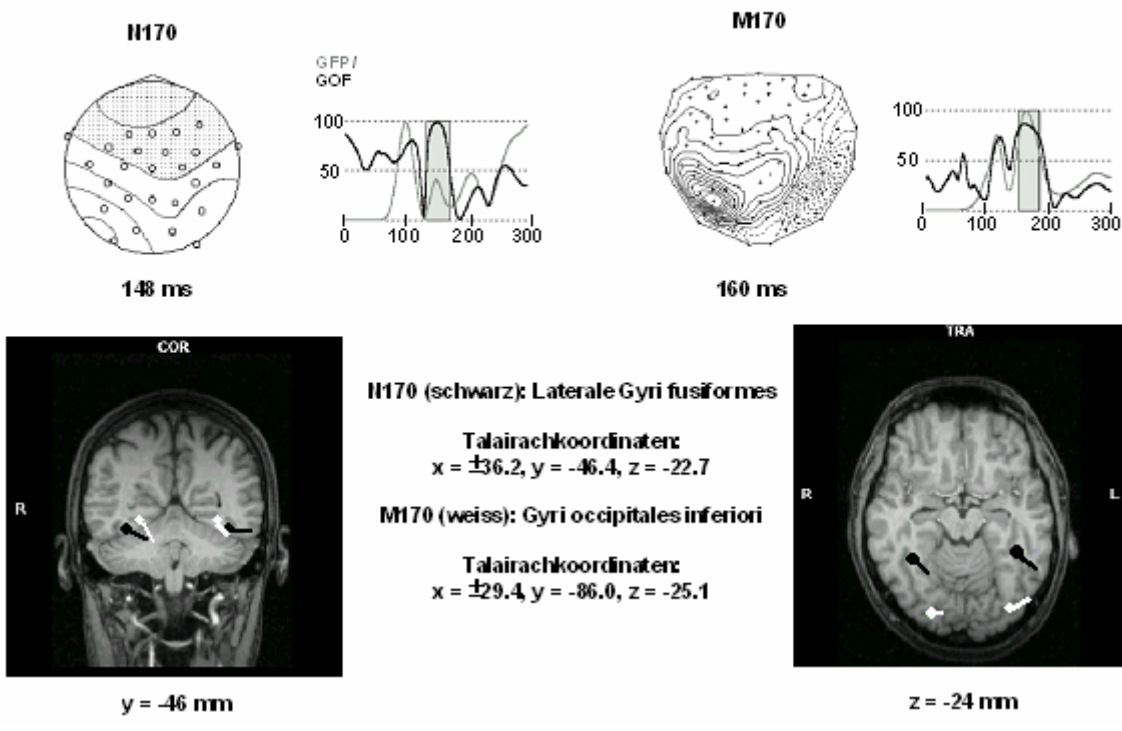 N170
M170
GFP/
GOF
100
50
0 100 200 300
100
50
0 100 200 300
148 ms
160 ms
COR
R
N170 (schwarz): Laterale Gyri fusiformes
Talairachkoordinaten:
x = ±36.2, y = -46.4, z = -22.7
M170 (weiss): Gyri occipitales inferiori
Talairachkoordinaten:
x = ±29.4, y = -86.0, z = -25.1
TRA
R
L
y = -46 mm
z = -24 mm